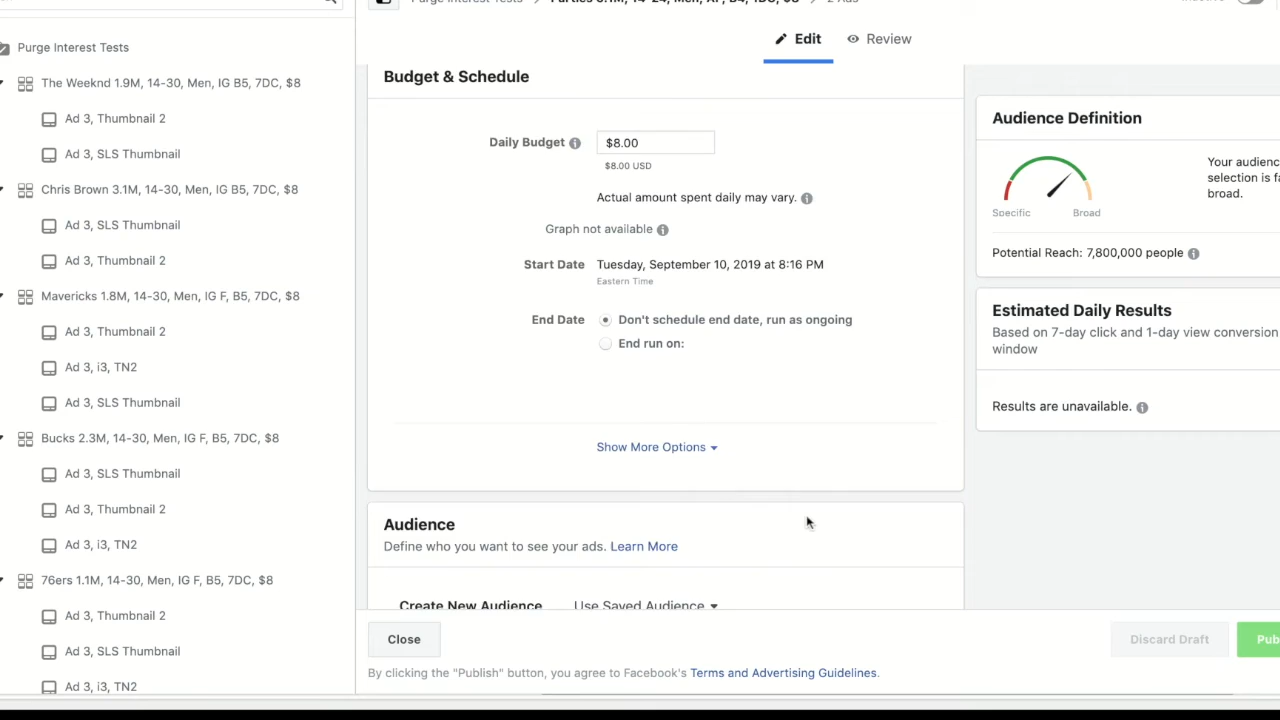 Purge Interest Tests
2 Ads
Edit
Review
Purge Interest Tests
The Weeknd 1.9M, 14-30, Men, IG B5, 7DC, $8
Ad 3, Thumbnail 2
Ad 3, SLS Thumbnail
Chris Brown 3.1M, 14-30, Men, IG B5, 7DC, $8
Ad 3, SLS Thumbnail
Ad 3, Thumbnail 2
Mavericks 1.8M, 14-30, Men, IG F, B5, 7DC, $8
Ad 3, Thumbnail 2
Ad 3, i3, TN2
Ad 3, SLS Thumbnail
Bucks 2.3M, 14-30, Men, IG F, B5, 7DC, $8
Ad 3, SLS Thumbnail
Ad 3, Thumbnail 2
Ad 3, i3, TN2
76ers 1.1M, 14-30, Men, IG F, B5, 7DC, $8
Ad 3, Thumbnail 2
Ad 3, SLS Thumbnail
Ad 3, i3, TN2
Budget & Schedule
Daily Budget
$8.00
$8.00 USD
Actual amount spent daily may vary.
Graph not available
Start Date
Tuesday, September 10, 2019 at 8:16 PM
Eastern Time
End Date
Don't schedule end date, run as ongoing
End run on:
Show More Options
Audience
Define who you want to see your ads. Learn More
Create New Audience
Use Saved Audience
Close
Discard Draft
Pub
By clicking the "Publish" button, you agree to Facebook's Terms and Advertising Guidelines.
Audience Definition
Your audienc
selection is fa
broad.
Specific
Broad
Potential Reach: 7,800,000 people
Estimated Daily Results
Based on 7-day click and 1-day view conversion
window
Results are unavailable.